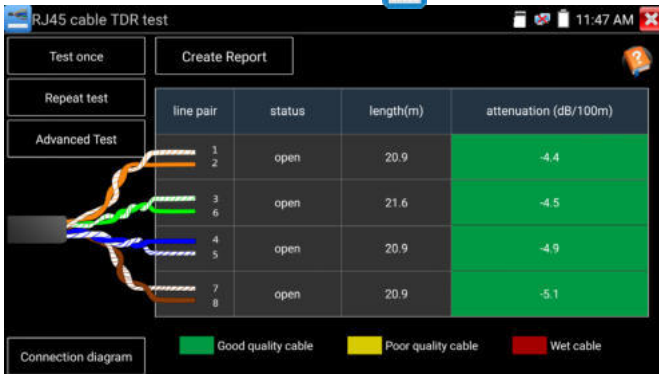 RJ45 cable TDR test
11:47 AM
Test once
Create Report
Repeat test
Advanced Test
line pair status length(m) attenuation (dB/100m)
1
2
open 20.9 -4.4
3
6
open 21.6 -4.5
4
5
open 20.9 -4.9
7
8
open 20.9 -5.1
Good quality cable Poor quality cable Wet cable
Connection diagram